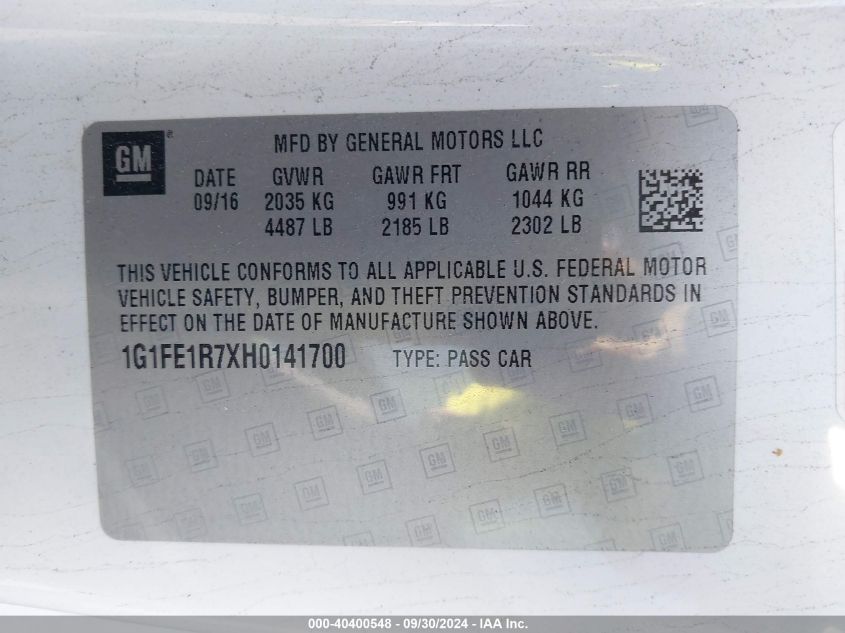 GM®
MFD BY GENERAL MOTORS LLC
DATE GVWR GAWR FRT GAWR RR
09/16 2035 KG 991 KG 1044 KG
4487 LB 2185 LB 2302 LB
THIS VEHICLE CONFORMS TO ALL APPLICABLE U.S. FEDERAL MOTOR
VEHICLE SAFETY, BUMPER, AND THEFT PREVENTION STANDARDS IN
EFFECT ON THE DATE OF MANUFACTURE SHOWN ABOVE.
1G1FE1R7XH0141700 TYPE: PASS CAR
000-40400548 - 09/30/2024 - IAA Inc.